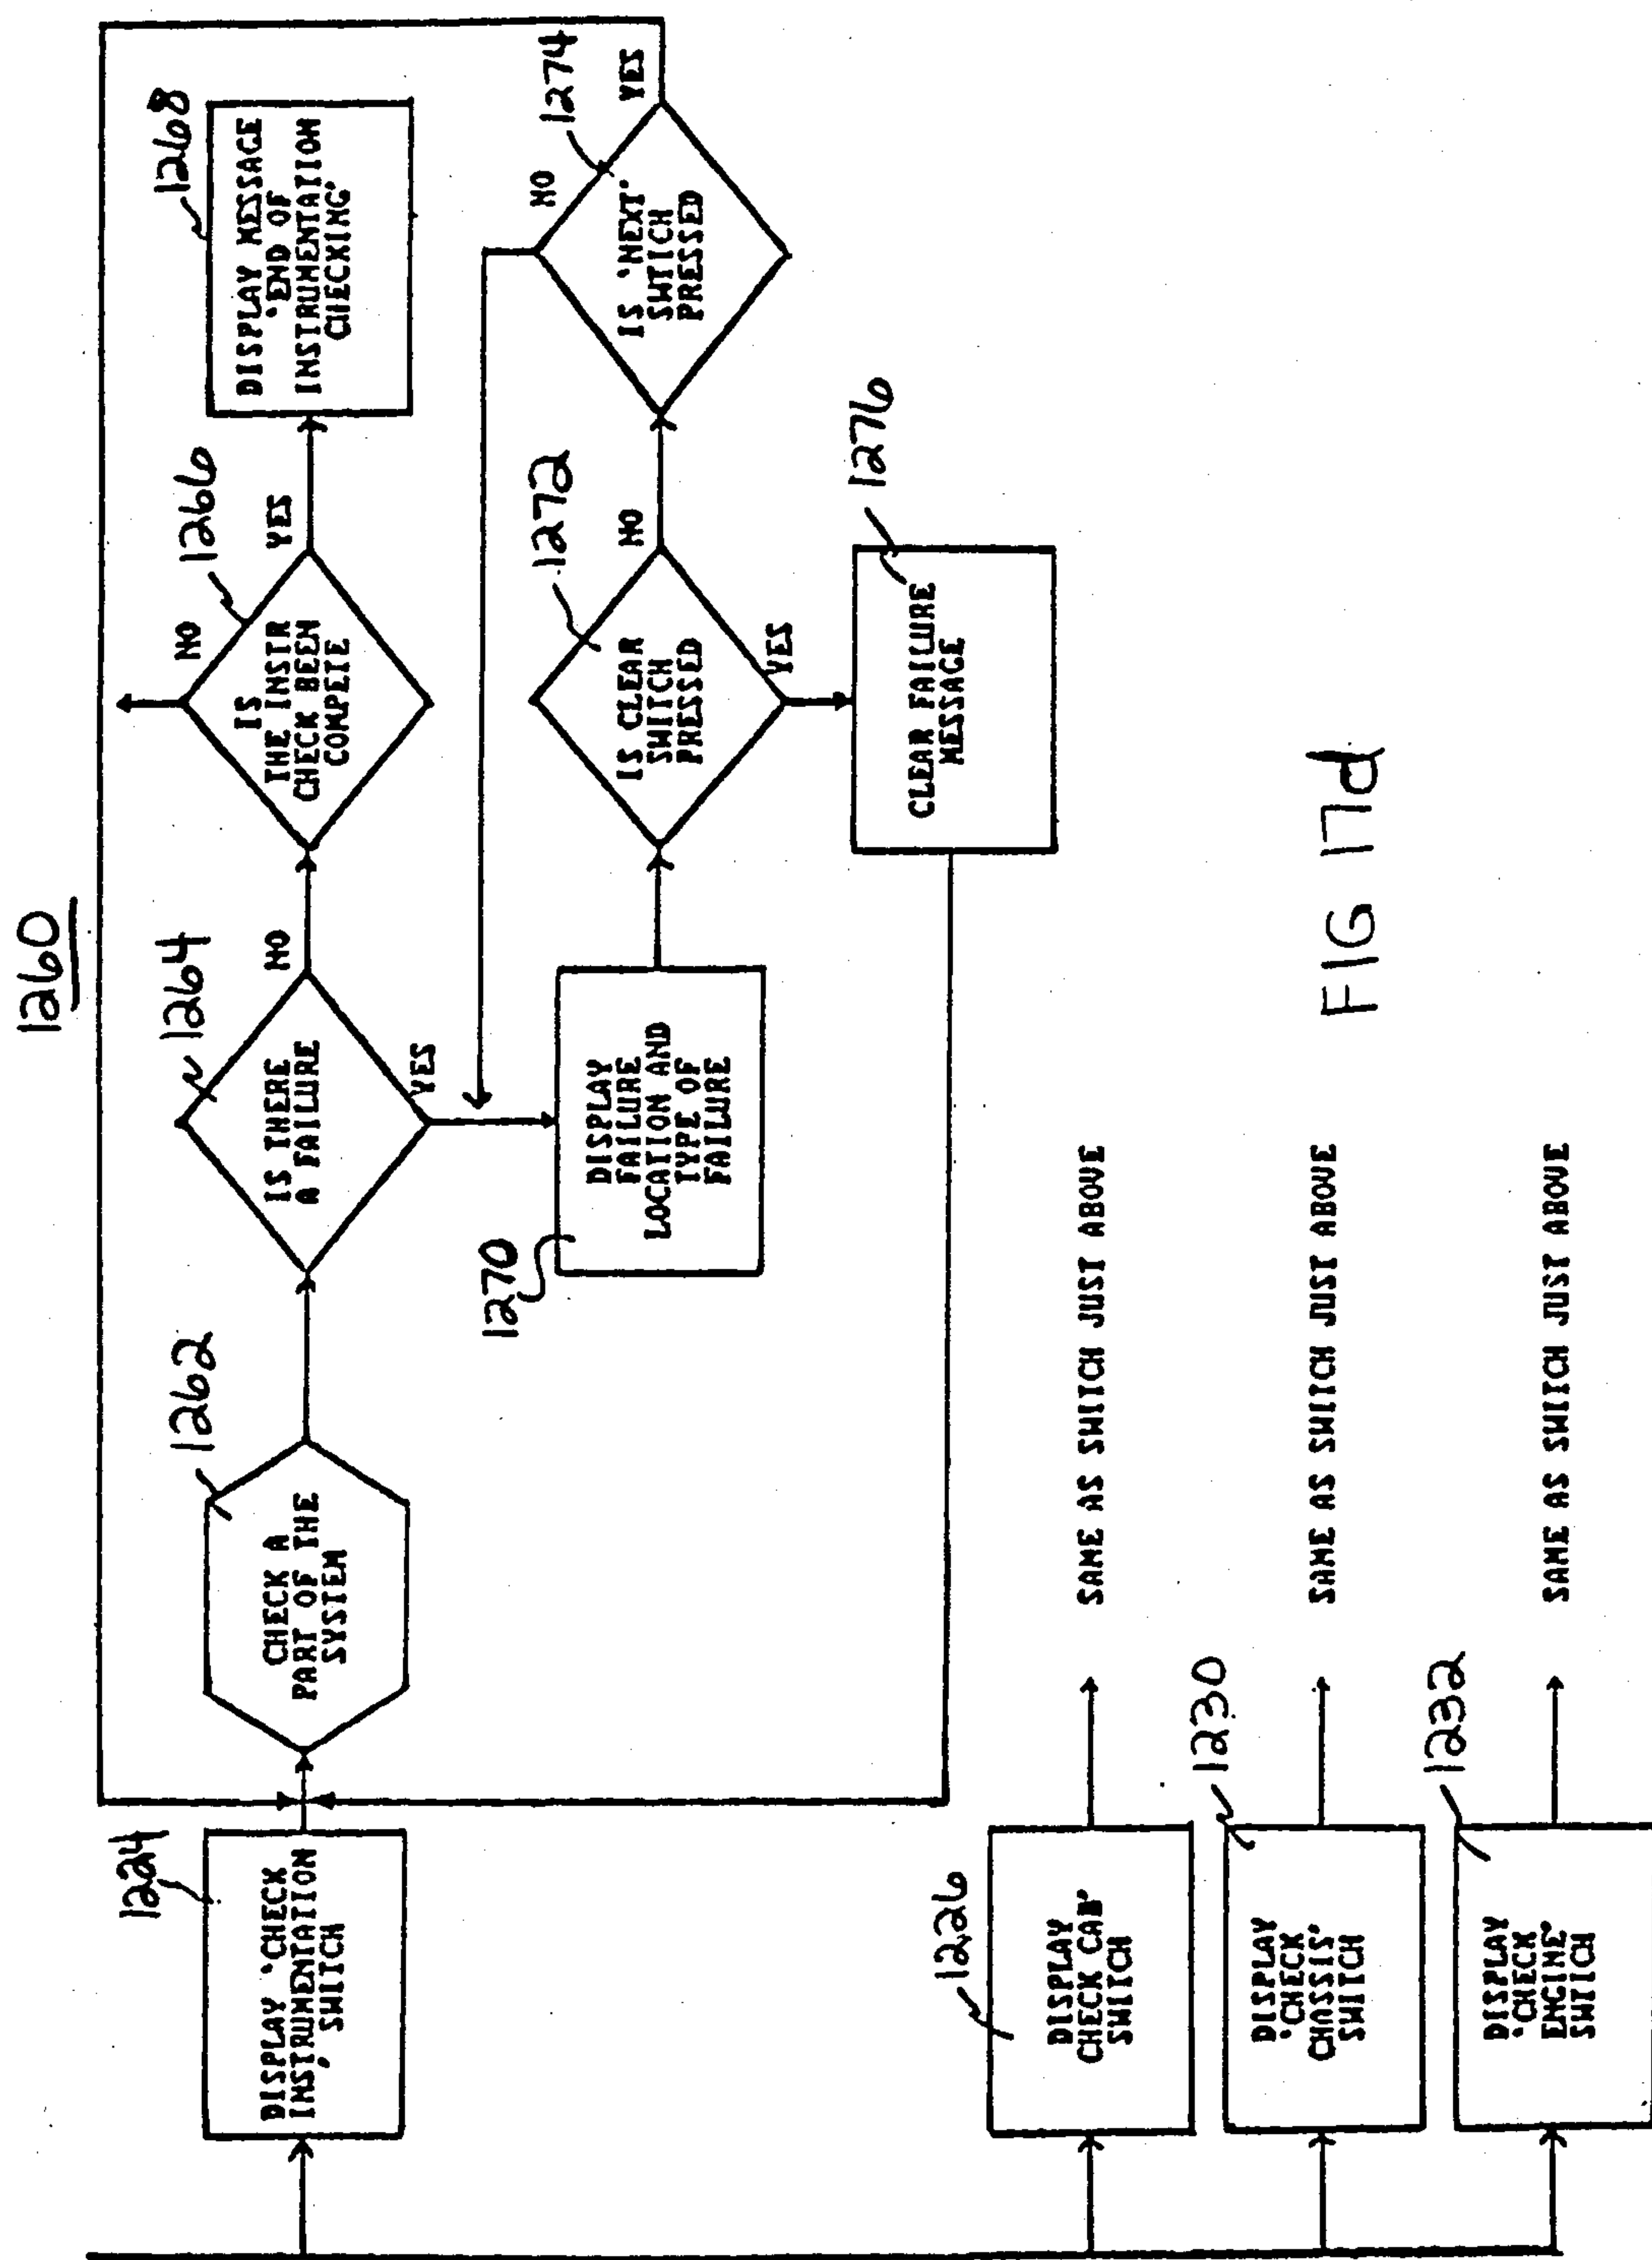 1260
1224
DISPLAY 'CHECK
INSTRUMENTATION
' SWITCH
1262
CHECK A
PART OF THE
SYSTEM
1264
IS THERE
A FAILURE
NO
YES
1266
IS
THE INSTR
CHECK BEEN
COMPETE
NO
YES
1268
DISPLAY MESSAGE
'END OF
INSTRUMENTATION
CHECKING'
1270
DISPLAY
FAILURE
LOCATION AND
TYPE OF
FAILURE
1272
IS CLEAR
SWITCH
PRESSED
NO
YES
1274
IS 'NEXT'
SWTICH
PRESSED
NO
YES
1276
CLEAR FAILURE
MESSAGE
1226
DISPLAY
CHECK CAB'
SWITCH
SAME AS SWITCH JUST ABOVE
1230
DISPLAY
'CHECK
CHASSIS'
SWITCH
SAME AS SWITCH JUST ABOVE
1232
DISPLAY
'CHECK
ENGINE'
SWITCH
SAME AS SWITCH JUST ABOVE
FIG 17d